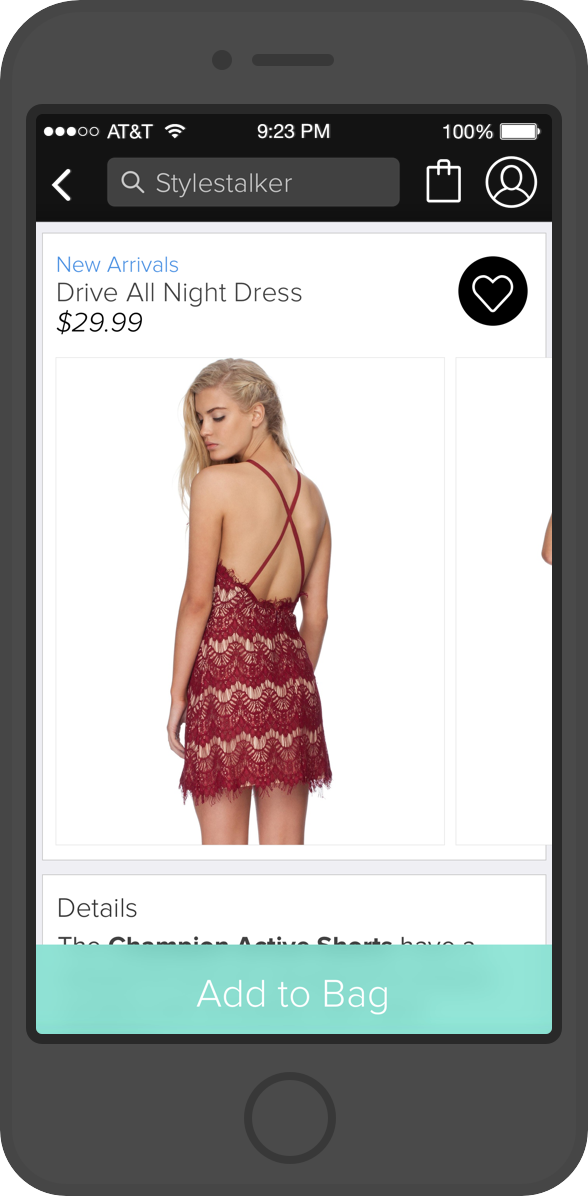 AT&T 9:23 PM 100%
Stylestalker
New Arrivals
Drive All Night Dress
$29.99
Details
The Champion Active Shorts have a
Add to Bag